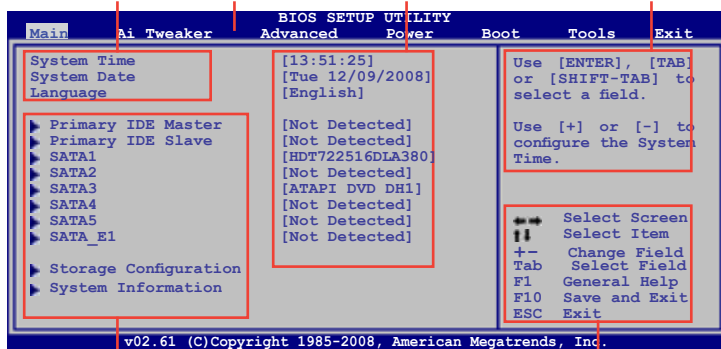 BIOS SETUP UTILITY
Main Ai Tweaker Advanced Power Boot Tools Exit
System Time [13:51:25]
System Date [Tue 12/09/2008]
Language [English]
Primary IDE Master [Not Detected]
Primary IDE Slave [Not Detected]
SATA1 [HDT722516DLA380]
SATA2 [Not Detected]
SATA3 [ATAPI DVD DH1]
SATA4 [Not Detected]
SATA5 [Not Detected]
SATA_E1 [Not Detected]
Storage Configuration
System Information
Use [ENTER], [TAB]
or [SHIFT-TAB] to
select a field.
Use [+] or [-] to
configure the System
Time.
←→ Select Screen
↑↓ Select Item
+- Change Field
Tab Select Field
F1 General Help
F10 Save and Exit
ESC Exit
v02.61 (C)Copyright 1985-2008, American Megatrends, Inc.